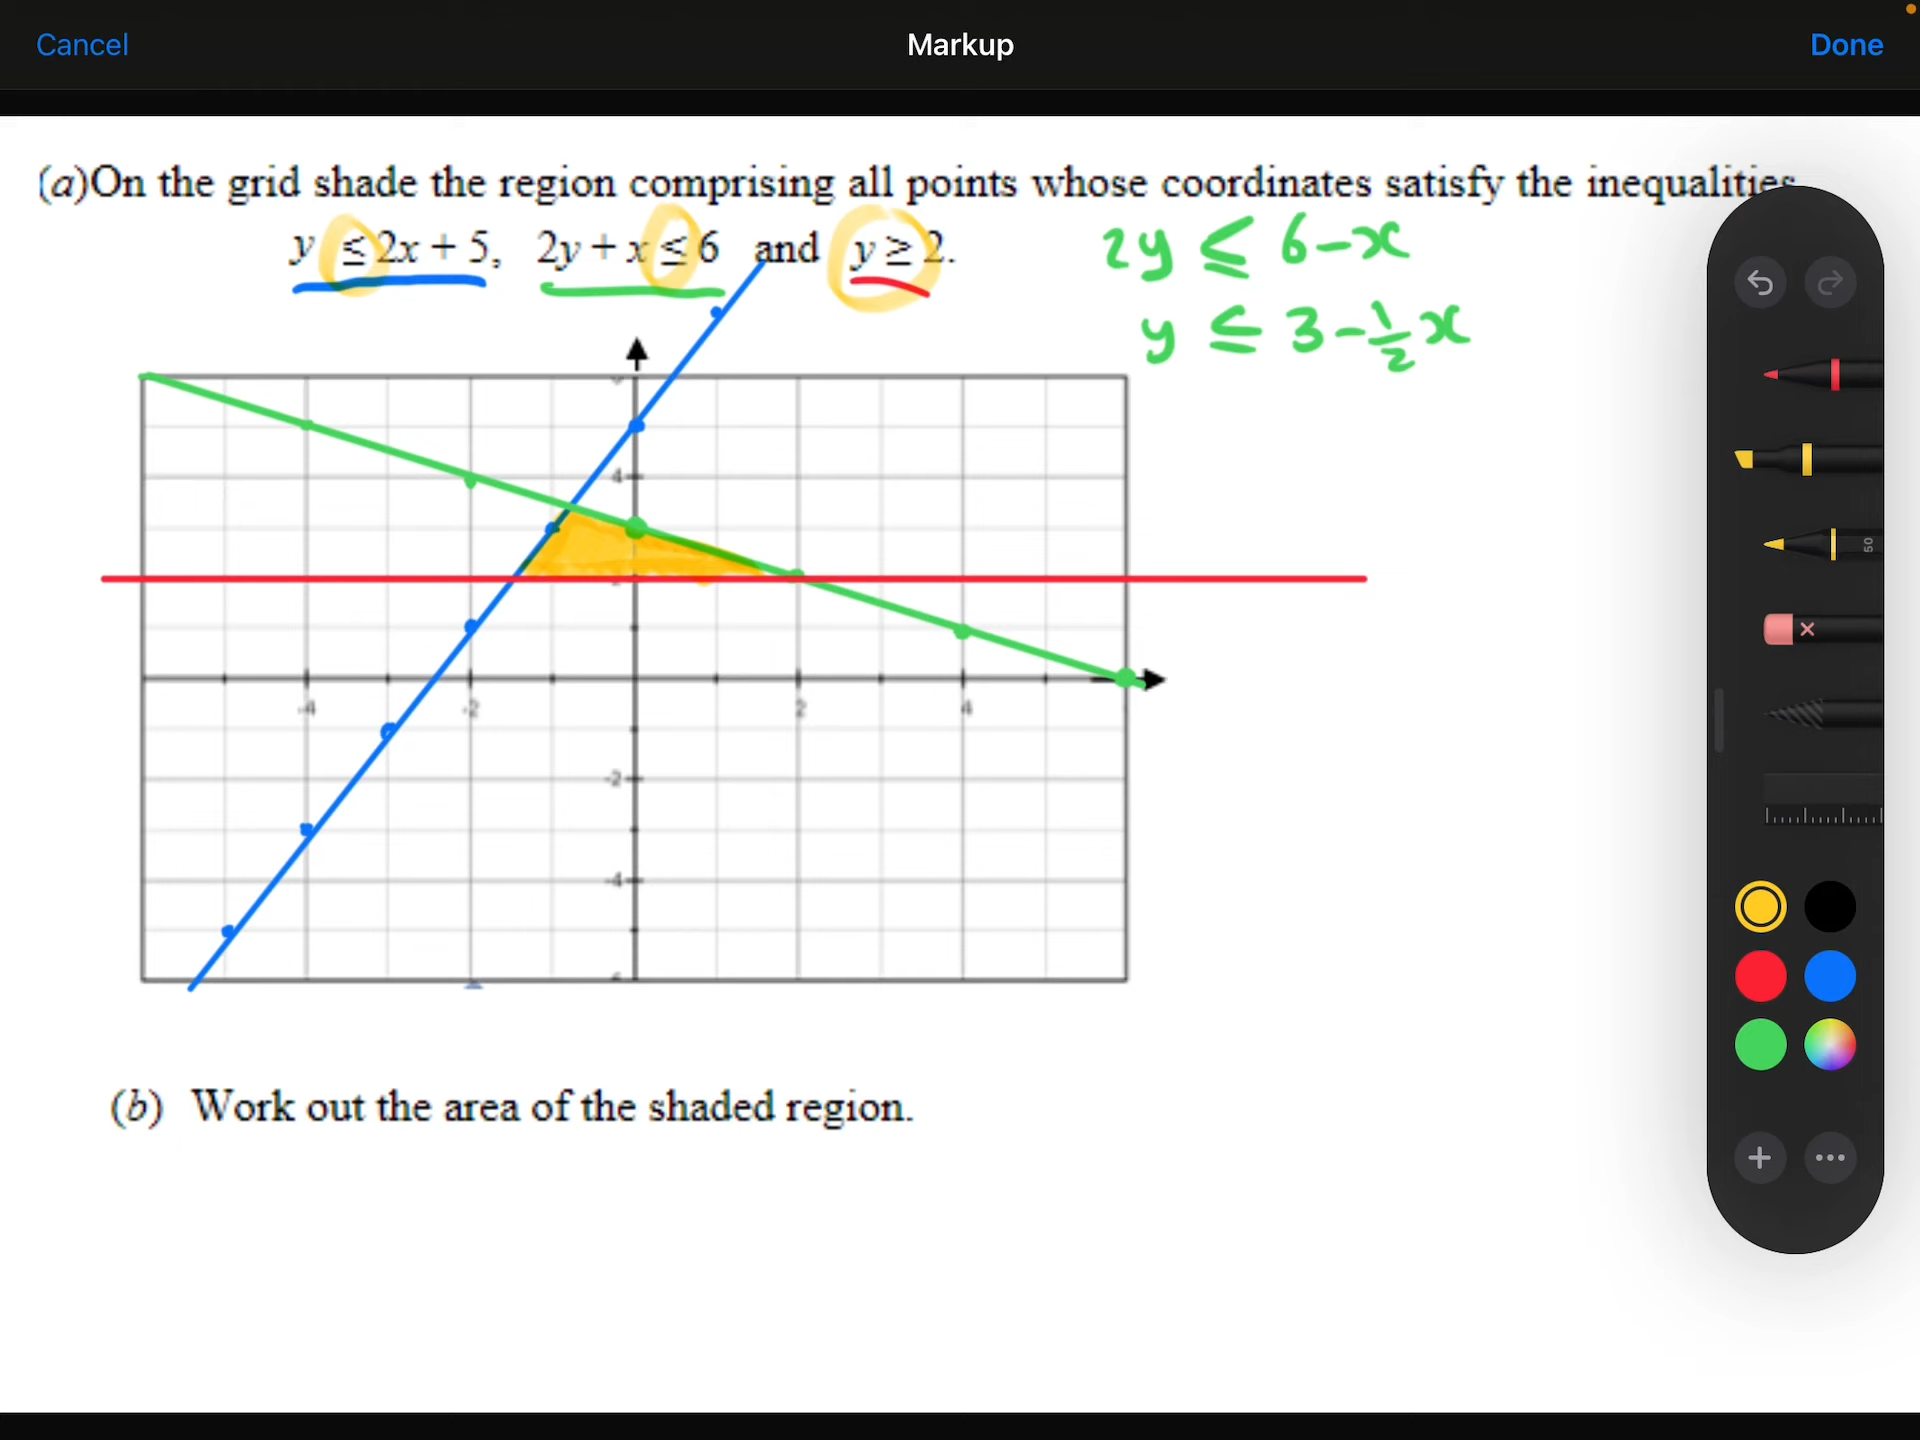 Cancel Markup Done
(a)On the grid shade the region comprising all points whose coordinates satisfy the inequalities
y ≤ 2x + 5, 2y + x ≤ 6 and y ≥ 2.
2y ≤ 6 - x
y ≤ 3 - ½x
4
50
-4 -2 2 4
-2
-4
(b) Work out the area of the shaded region.